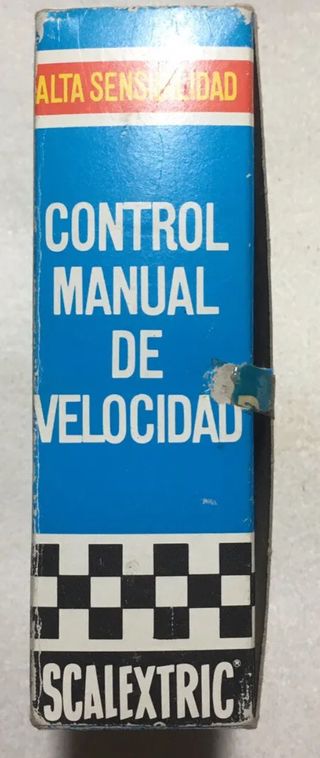 ALTA SENSIBILIDAD
CONTROL
MANUAL
DE
VELOCIDAD
SCALEXTRIC®